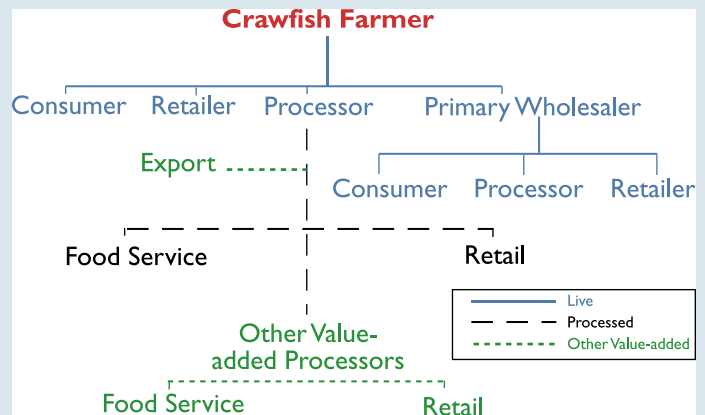 Crawfish Farmer
Consumer Retailer Processor Primary Wholesaler
Export
Consumer Processor Retailer
Food Service Retail
Live
Processed
Other Value-added
Other Value-
added Processors
Food Service Retail